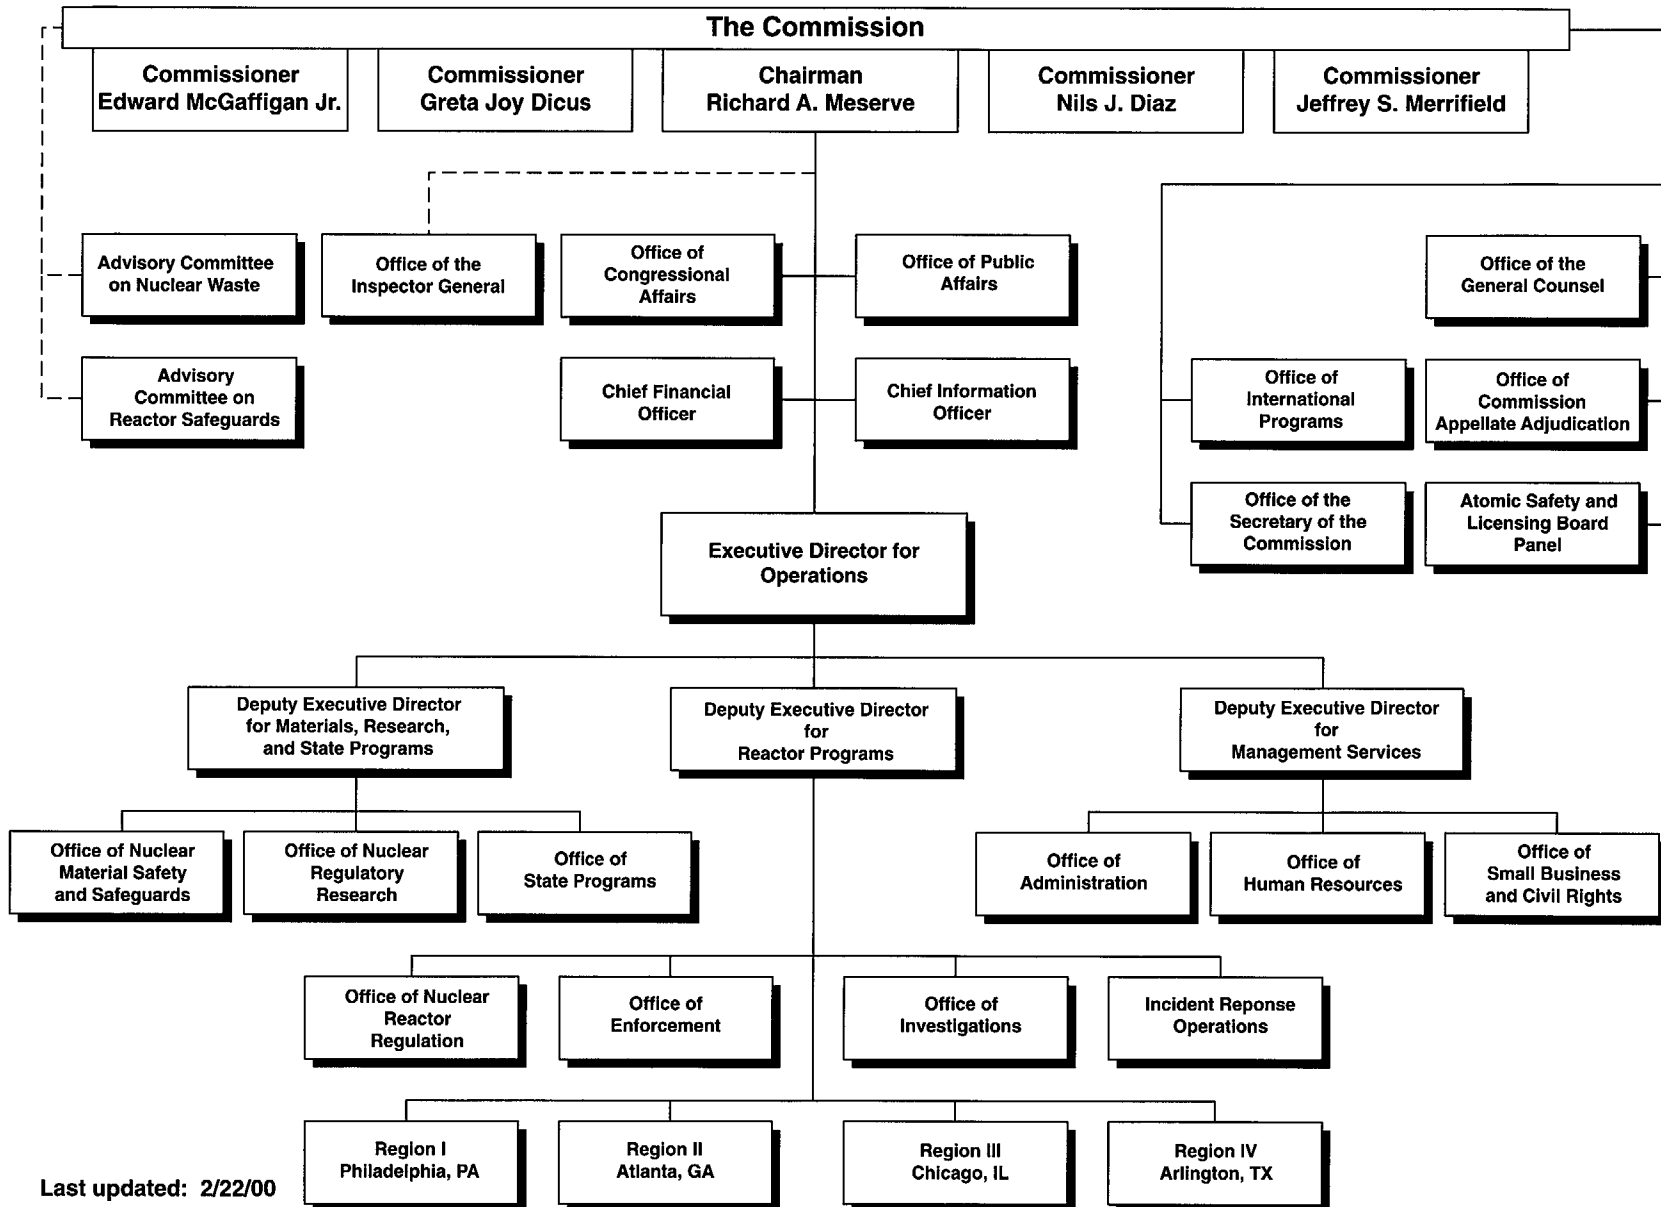 The Commission
Commissioner
Edward McGaffigan Jr.
Commissioner
Greta Joy Dicus
Chairman
Richard A. Meserve
Commissioner
Nils J. Diaz
Commissioner
Jeffrey S. Merrifield
Advisory Committee
on Nuclear Waste
Office of the
Inspector General
Office of
Congressional
Affairs
Office of Public
Affairs
Office of the
General Counsel
Advisory
Committee on
Reactor Safeguards
Chief Financial
Officer
Chief Information
Officer
Office of
International
Programs
Office of
Commission
Appellate Adjudication
Office of the
Secretary of the
Commission
Atomic Safety and
Licensing Board
Panel
Executive Director for
Operations
Deputy Executive Director
for Materials, Research,
and State Programs
Deputy Executive Director
for
Reactor Programs
Deputy Executive Director
for
Management Services
Office of Nuclear
Material Safety
and Safeguards
Office of Nuclear
Regulatory
Research
Office of
State Programs
Office of
Administration
Office of
Human Resources
Office of
Small Business
and Civil Rights
Office of Nuclear
Reactor
Regulation
Office of
Enforcement
Office of
Investigations
Incident Reponse
Operations
Region I
Philadelphia, PA
Region II
Atlanta, GA
Region III
Chicago, IL
Region IV
Arlington, TX
Last updated: 2/22/00